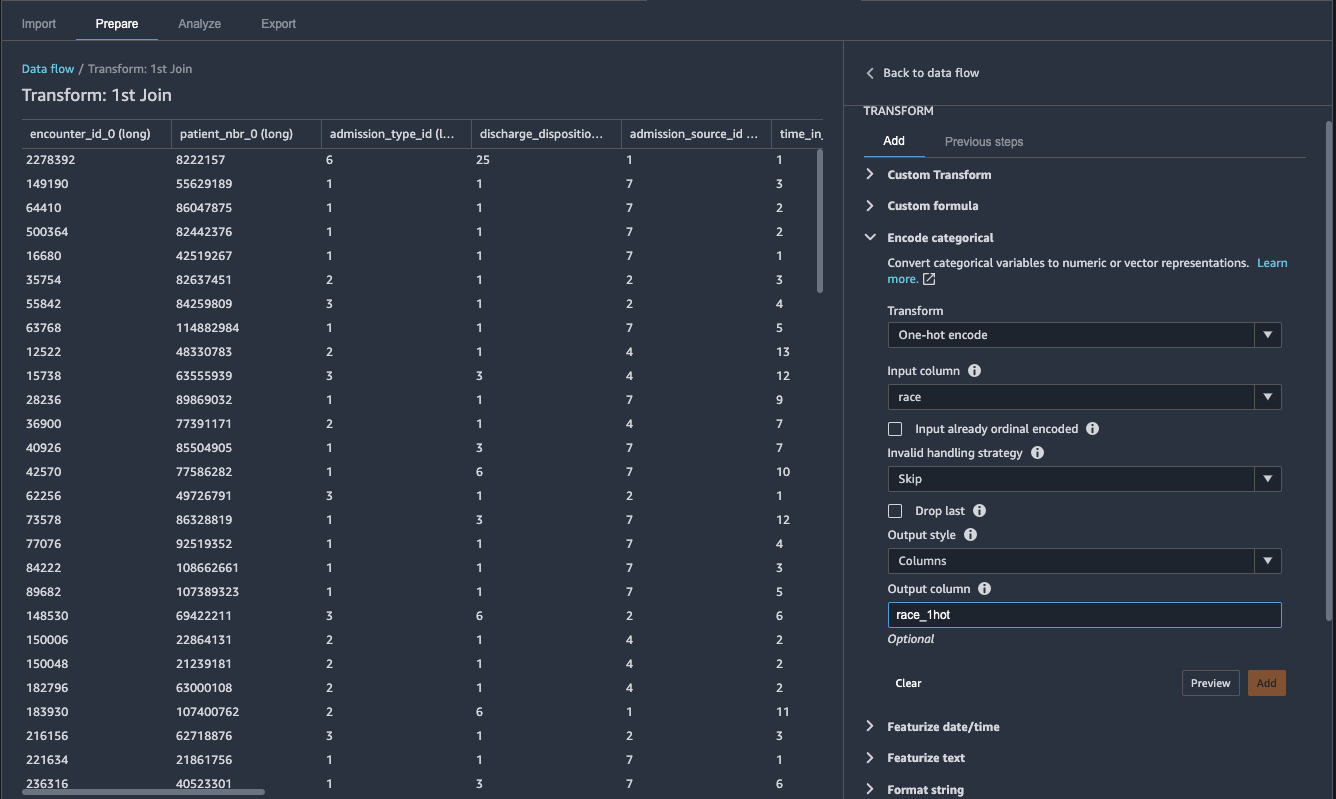 Import Prepare Analyze Export
Data flow / Transform: 1st Join
Transform: 1st Join
encounter_id_0 (long) patient_nbr_0 (long) admission_type_id (l... discharge_dispositio... admission_source_id ... time_in_
2278392 8222157 6 25 1 1
149190 55629189 1 1 7 3
64410 86047875 1 1 7 2
500364 82442376 1 1 7 2
16680 42519267 1 1 7 1
35754 82637451 2 1 2 3
55842 84259809 3 1 2 4
63768 114882984 1 1 7 5
12522 48330783 2 1 4 13
15738 63555939 3 3 4 12
28236 89869032 1 1 7 9
36900 77391171 2 1 4 7
40926 85504905 1 3 7 7
42570 77586282 1 6 7 10
62256 49726791 3 1 2 1
73578 86328819 1 3 7 12
77076 92519352 1 1 7 4
84222 108662661 1 1 7 3
89682 107389323 1 1 7 5
148530 69422211 3 6 2 6
150006 22864131 2 1 4 2
150048 21239181 2 1 4 2
182796 63000108 2 1 4 2
183930 107400762 2 6 1 11
216156 62718876 3 1 2 3
221634 21861756 1 1 7 1
236316 40523301 1 3 7 6
Back to data flow
TRANSFORM
Add Previous steps
Custom Transform
Custom formula
Encode categorical
Convert categorical variables to numeric or vector representations. Learn
more.
Transform
One-hot encode
Input column
race
Input already ordinal encoded
Invalid handling strategy
Skip
Drop last
Output style
Columns
Output column
race_1hot
Optional
Clear Preview Add
Featurize date/time
Featurize text
Format string